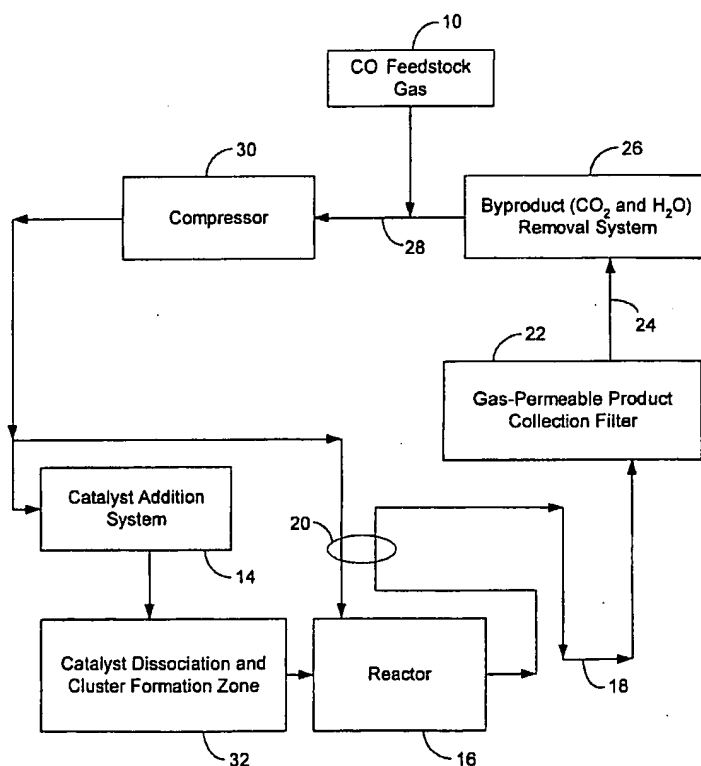 10
CO Feedstock
Gas
30
Compressor
26
Byproduct (CO₂ and H₂O)
Removal System
28
24
22
Gas-Permeable Product
Collection Filter
Catalyst Addition
System
14
20
18
Catalyst Dissociation and
Cluster Formation Zone
32
Reactor
16